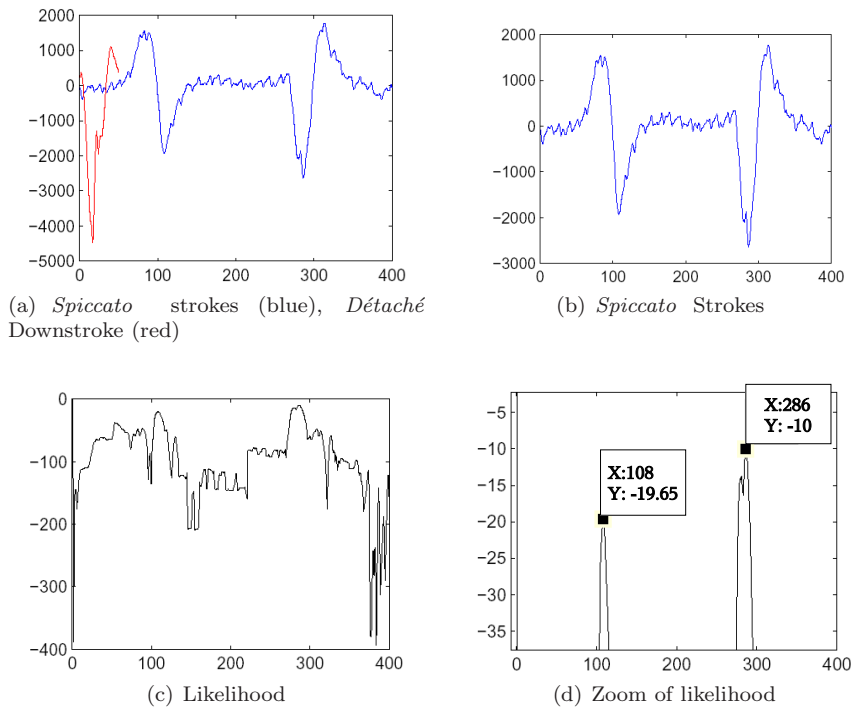 2000
1000
0
−1000
−2000
−3000
−4000
−5000
0 100 200 300 400
(a) Spiccato strokes (blue), Détaché
Downstroke (red)
2000
1000
0
−1000
−2000
−3000
0 100 200 300 400
(b) Spiccato Strokes
0
−100
−200
−300
−400
0 100 200 300 400
(c) Likelihood
−5
−10
−15
−20
−25
−30
−35
0 100 200 300 400
X:108
Y: -19.65
X:286
Y: -10
(d) Zoom of likelihood